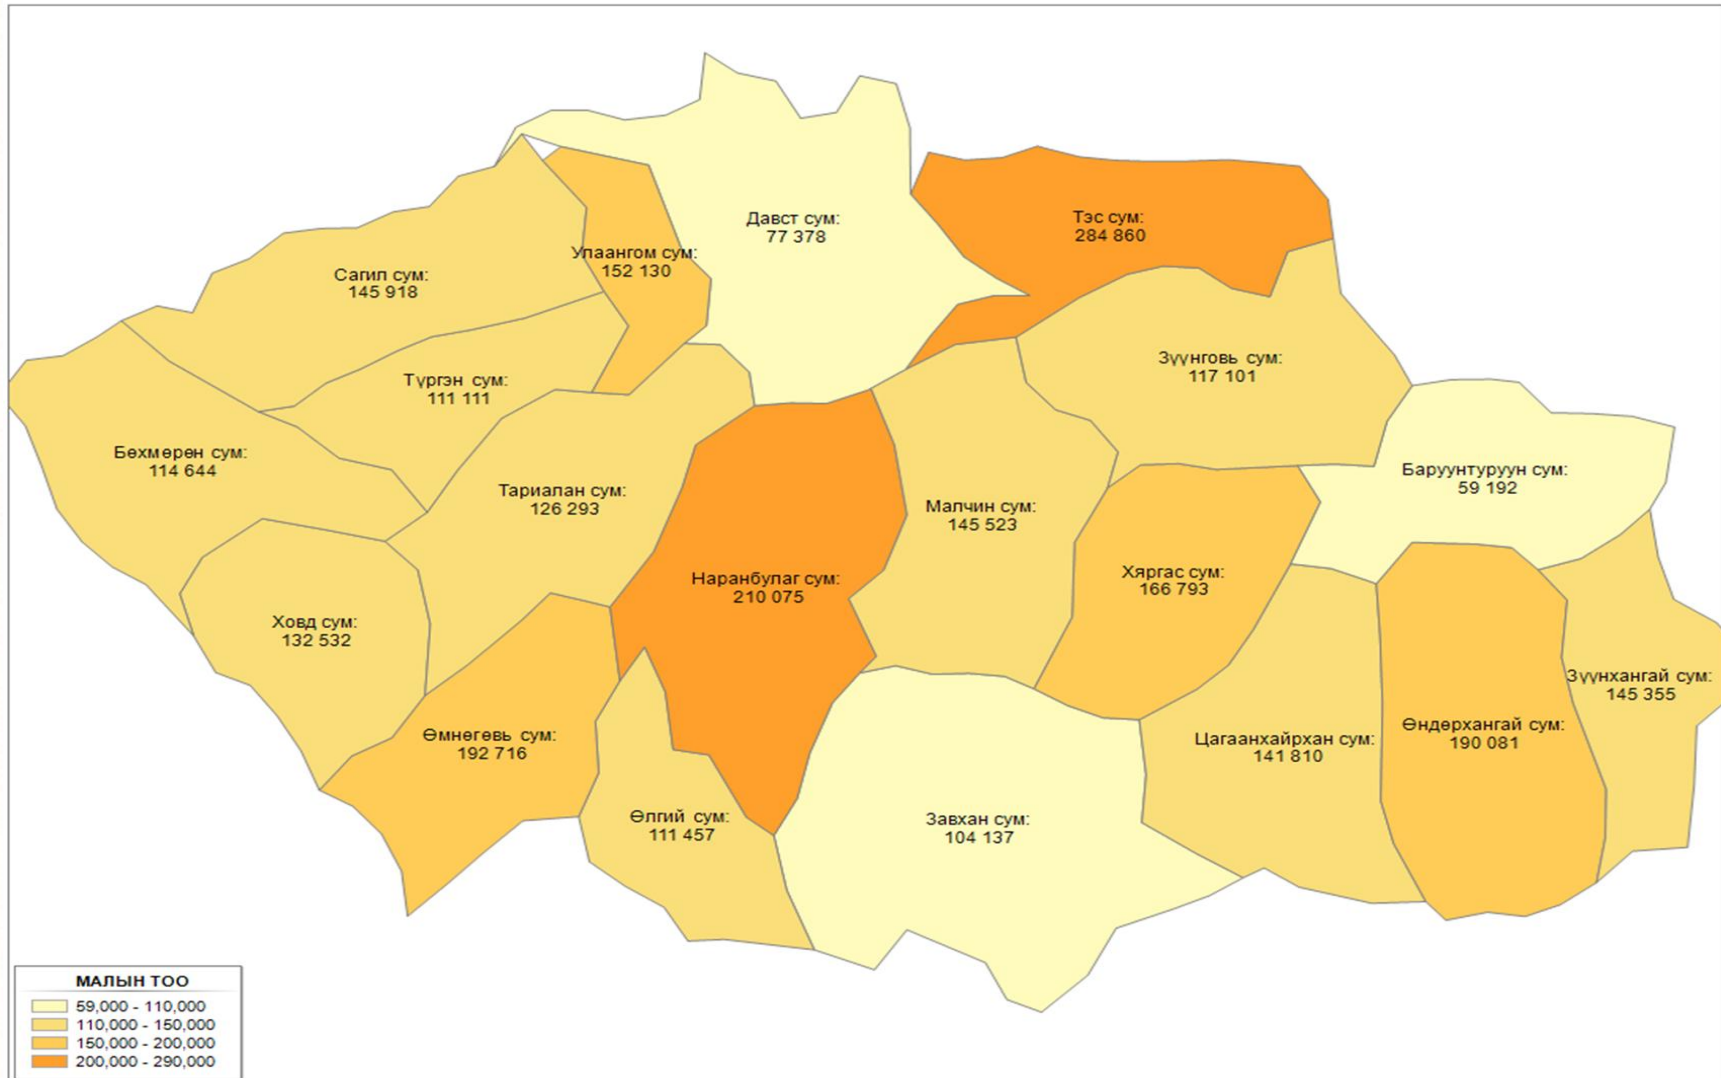 Давст сум:
77 378
Тэс сум:
284 860
Улаангом сум:
152 130
Сагил сум:
145 918
Зүүнговь сум:
117 101
Түргэн сум:
111 111
Бөхмөрөн сум:
114 644
Баруунтуруун сум:
59 192
Тариалан сум:
126 293
Малчин сум:
145 523
Наранбулаг сум:
210 075
Хяргас сум:
166 793
Ховд сум:
132 532
Зүүнхангай сум:
145 355
Өмнөговь сум:
192 716
Цагаанхайрхан сум:
141 810
Өндөрхангай сум:
190 081
Өлгий сум:
111 457
Завхан сум:
104 137
МАЛЫН ТОО
59,000 - 110,000
110,000 - 150,000
150,000 - 200,000
200,000 - 290,000